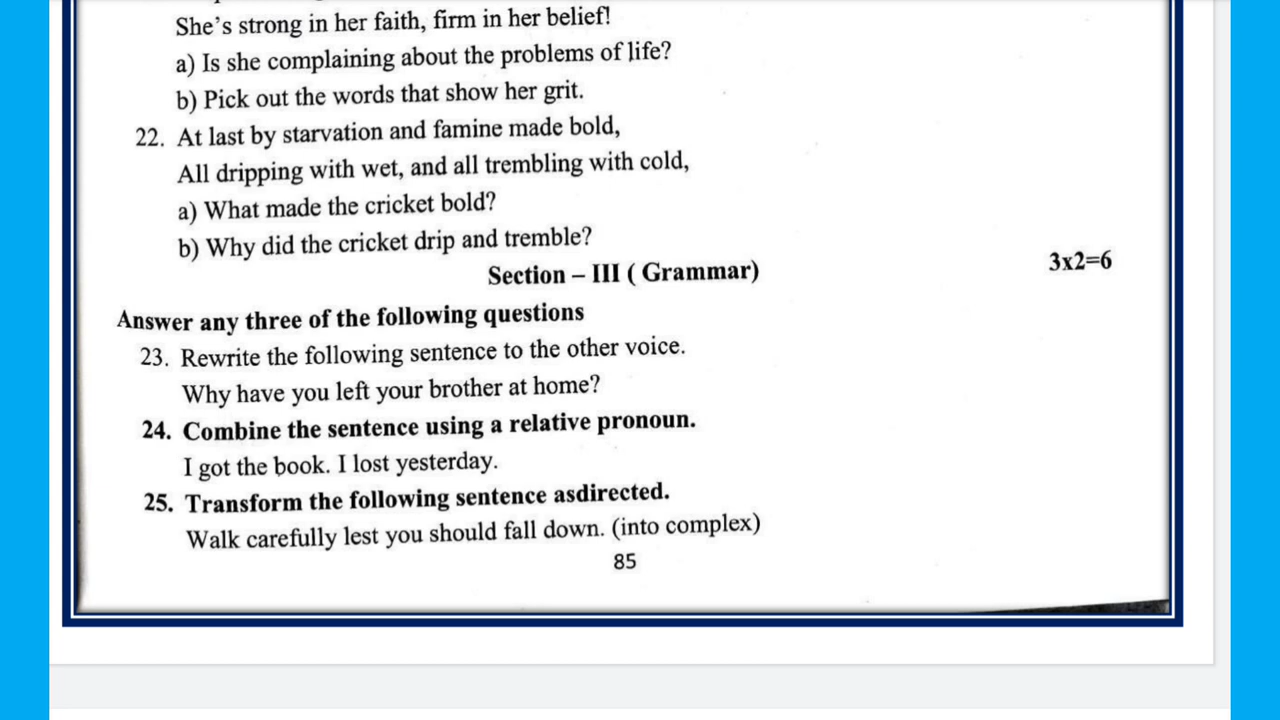 She's strong in her faith, firm in her belief!
a) Is she complaining about the problems of life?
b) Pick out the words that show her grit.
22. At last by starvation and famine made bold,
All dripping with wet, and all trembling with cold,
a) What made the cricket bold?
b) Why did the cricket drip and tremble?
Section – III ( Grammar) 3x2=6
Answer any three of the following questions
23. Rewrite the following sentence to the other voice.
Why have you left your brother at home?
24. Combine the sentence using a relative pronoun.
I got the book. I lost yesterday.
25. Transform the following sentence asdirected.
Walk carefully lest you should fall down. (into complex)
85